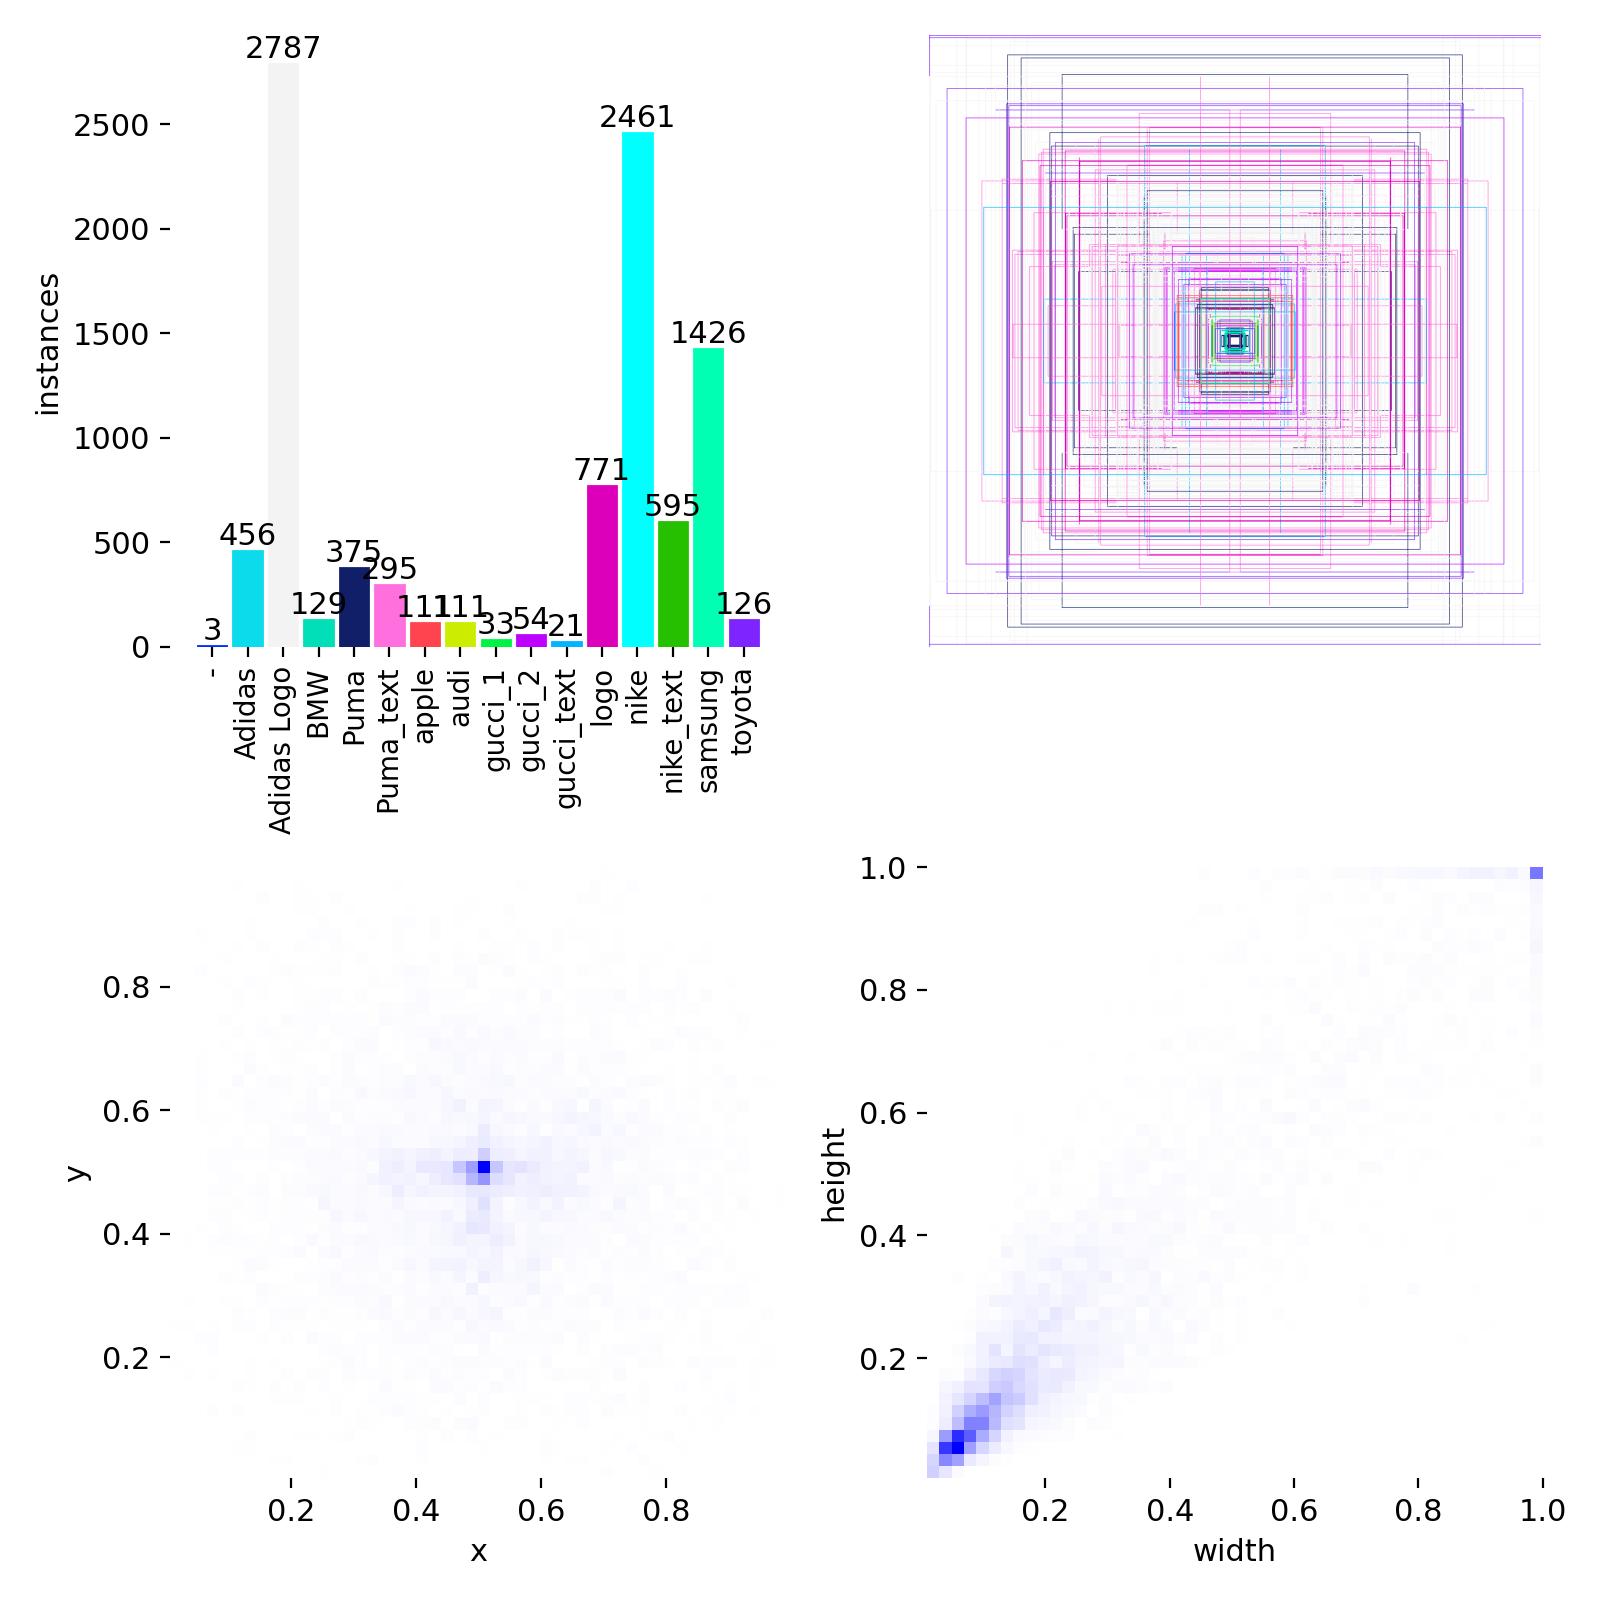 2787
2461
1426
771
595
456
375
295
129
111
111
33
54
21
126
3
2500
2000
1500
1000
500
0
instances
-
Adidas
Adidas Logo
BMW
Puma
Puma_text
apple
audi
gucci_1
gucci_2
gucci_text
logo
nike
nike_text
samsung
toyota
0.8
0.6
0.4
0.2
y
0.2 0.4 0.6 0.8
x
1.0
0.8
0.6
0.4
0.2
height
0.2 0.4 0.6 0.8 1.0
width